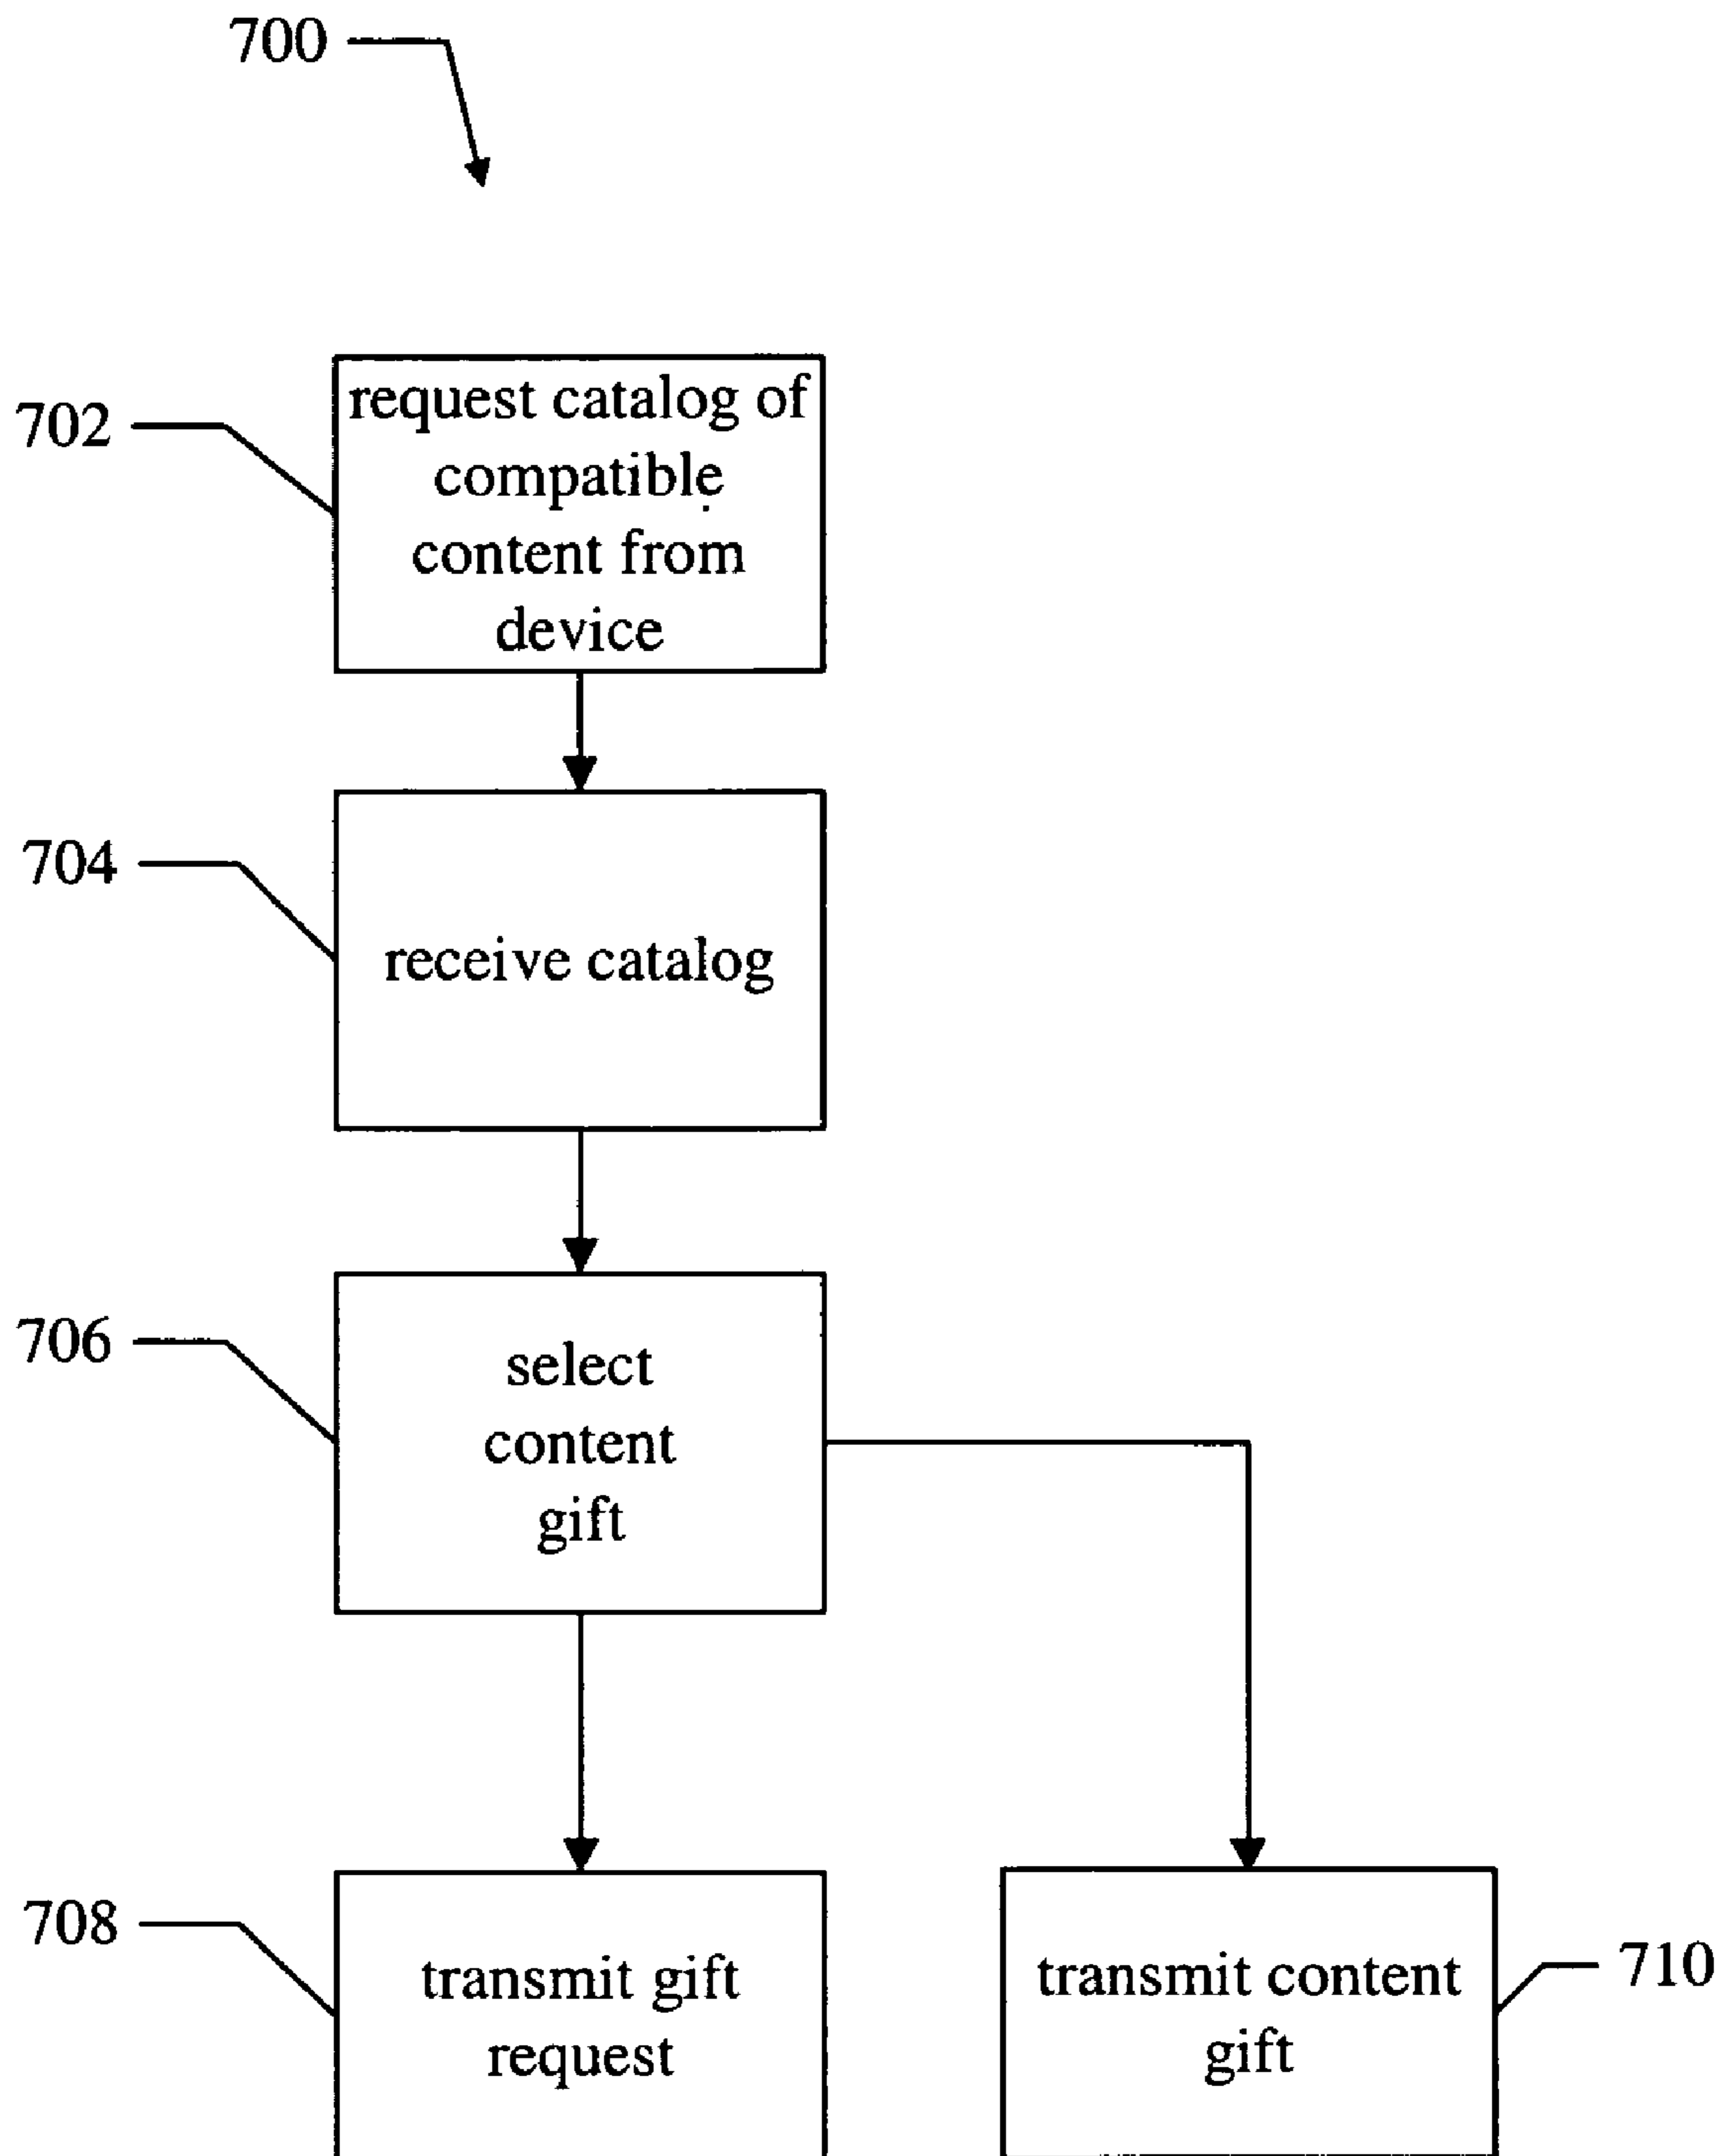 700
702
request catalog of
compatible
content from
device
704
receive catalog
706
select
content
gift
708
transmit gift
request
transmit content
gift
710